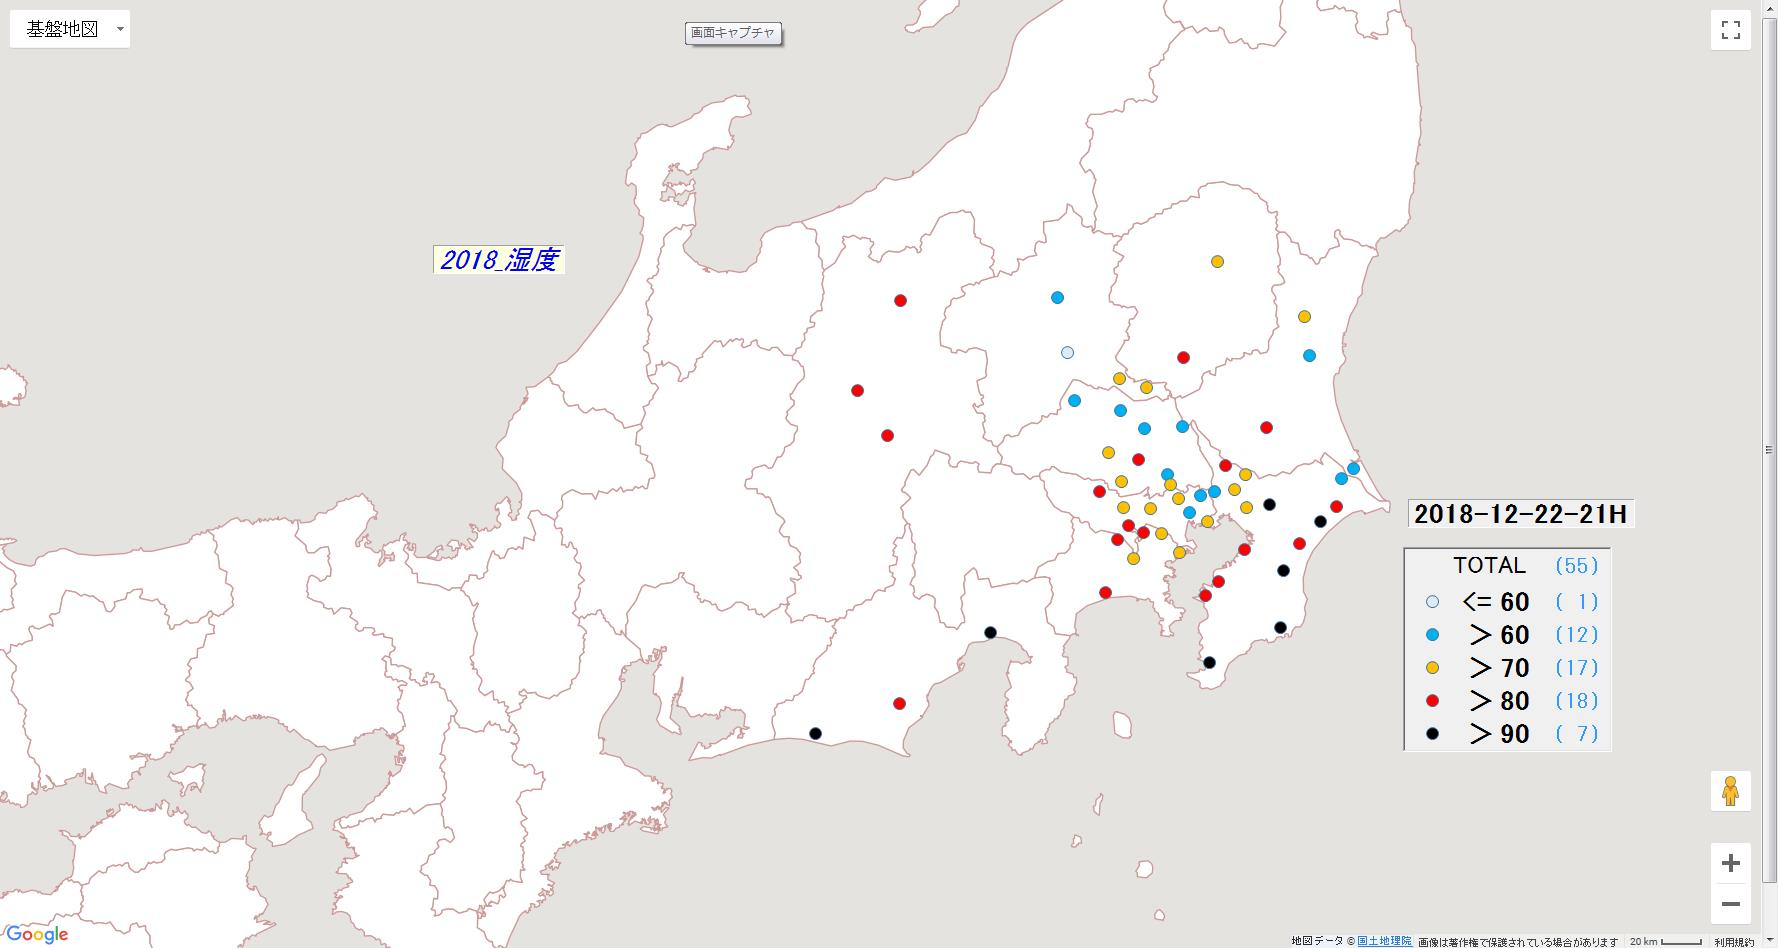 基盤地図
画面キャプチャ
2018_湿度
2018-12-22-21H
TOTAL (55)
<= 60 ( 1)
> 60 (12)
> 70 (17)
> 80 (18)
> 90 ( 7)
Google
地図データ © 国土地理院 画像は著作権で保護されている場合があります 20 km 利用規約